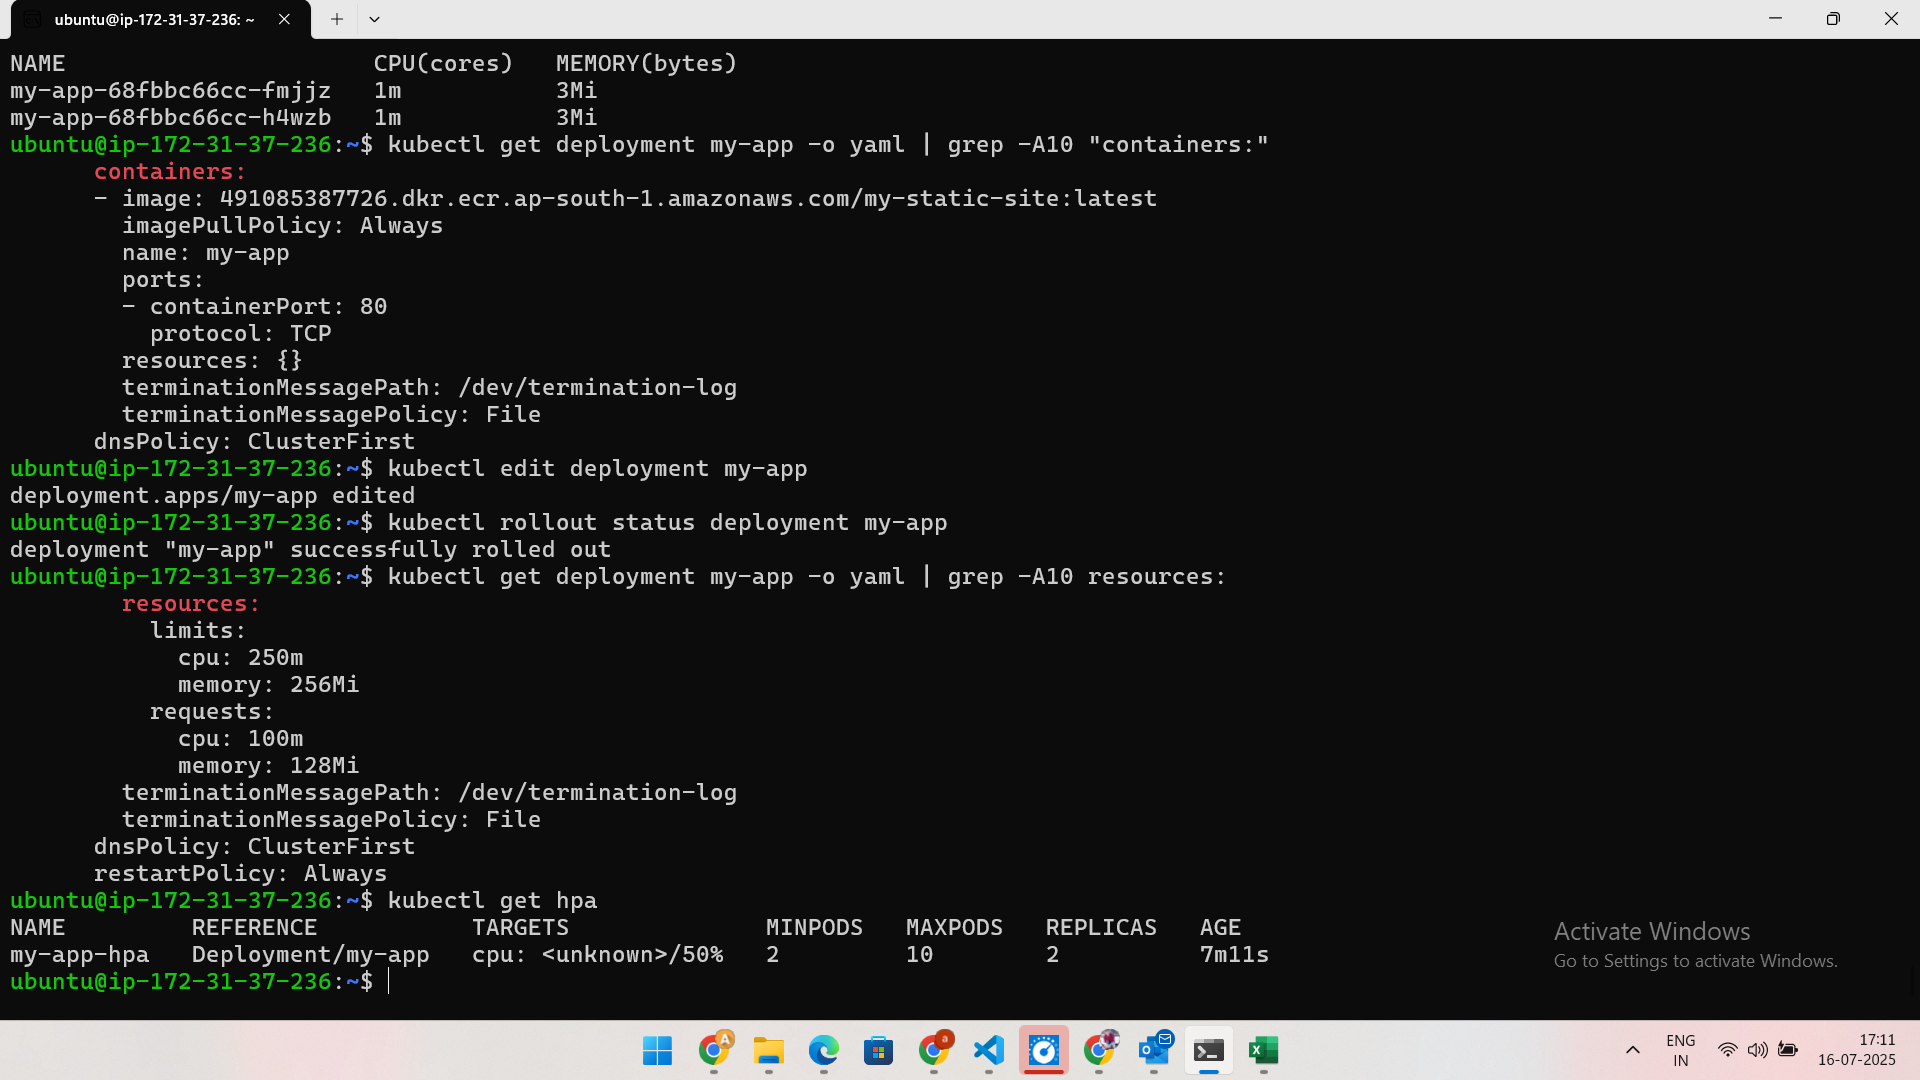 ubuntu@ip-172-31-37-236: ~
NAME                      CPU(cores)   MEMORY(bytes)
my-app-68fbbc66cc-fmjjz   1m           3Mi
my-app-68fbbc66cc-h4wzb   1m           3Mi
ubuntu@ip-172-31-37-236:~$ kubectl get deployment my-app -o yaml | grep -A10 "containers:"
      containers:
      - image: 491085387726.dkr.ecr.ap-south-1.amazonaws.com/my-static-site:latest
        imagePullPolicy: Always
        name: my-app
        ports:
        - containerPort: 80
          protocol: TCP
        resources: {}
        terminationMessagePath: /dev/termination-log
        terminationMessagePolicy: File
      dnsPolicy: ClusterFirst
ubuntu@ip-172-31-37-236:~$ kubectl edit deployment my-app
deployment.apps/my-app edited
ubuntu@ip-172-31-37-236:~$ kubectl rollout status deployment my-app
deployment "my-app" successfully rolled out
ubuntu@ip-172-31-37-236:~$ kubectl get deployment my-app -o yaml | grep -A10 resources:
        resources:
          limits:
            cpu: 250m
            memory: 256Mi
          requests:
            cpu: 100m
            memory: 128Mi
        terminationMessagePath: /dev/termination-log
        terminationMessagePolicy: File
      dnsPolicy: ClusterFirst
      restartPolicy: Always
ubuntu@ip-172-31-37-236:~$ kubectl get hpa
NAME         REFERENCE           TARGETS              MINPODS   MAXPODS   REPLICAS   AGE
my-app-hpa   Deployment/my-app   cpu: <unknown>/50%   2         10        2          7m11s
ubuntu@ip-172-31-37-236:~$
Activate Windows
Go to Settings to activate Windows.
ENG
IN
17:11
16-07-2025